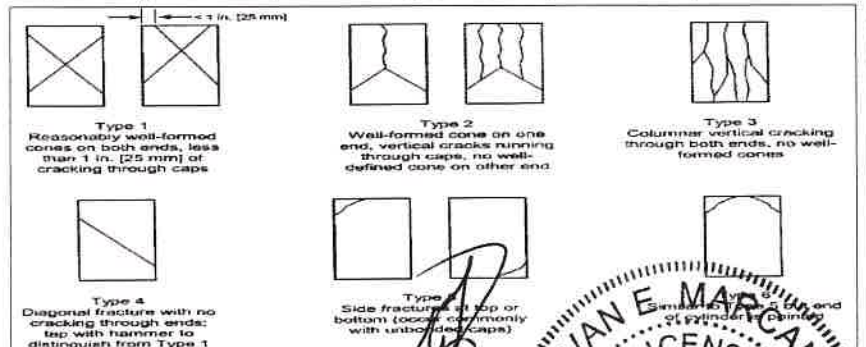 < 1 in. [25 mm]
Type 1
Reasonably well-formed
cones on both ends, less
than 1 in. [25 mm] of
cracking through caps
Type 2
Well-formed cone on one
end, vertical cracks running
through caps, no well-
defined cone on other end
Type 3
Columnar vertical cracking
through both ends, no well-
formed cones
Type 4
Diagonal fracture with no
cracking through ends;
tap with hammer to
distinguish from Type 1
Type 5
Side fractures at top or
bottom (occur commonly
with unbonded caps)
Type 6
Similar to Type 5 but end
of cylinder is pointed